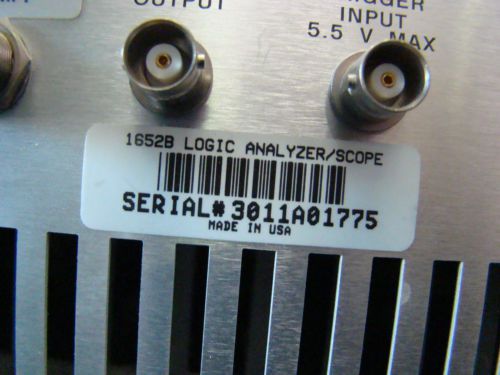 OUTPUT
INPUT
5.5 V MAX
1652B LOGIC ANALYZER/SCOPE
SERIAL# 3011A01775
MADE IN USA